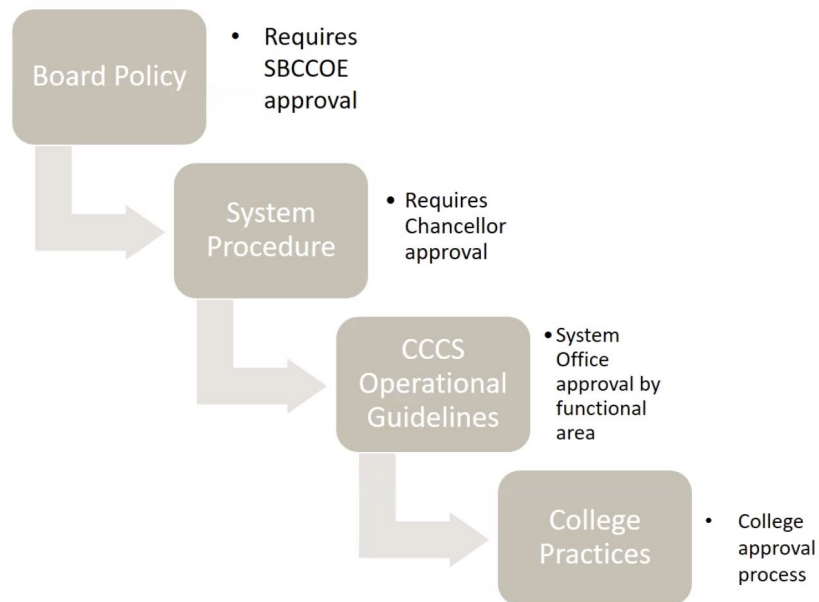 Board Policy
• Requires
SBCCOE
approval
System
Procedure
• Requires
Chancellor
approval
CCCS
Operational
Guidelines
• System
Office
approval by
functional
area
College
Practices
• College
approval
process